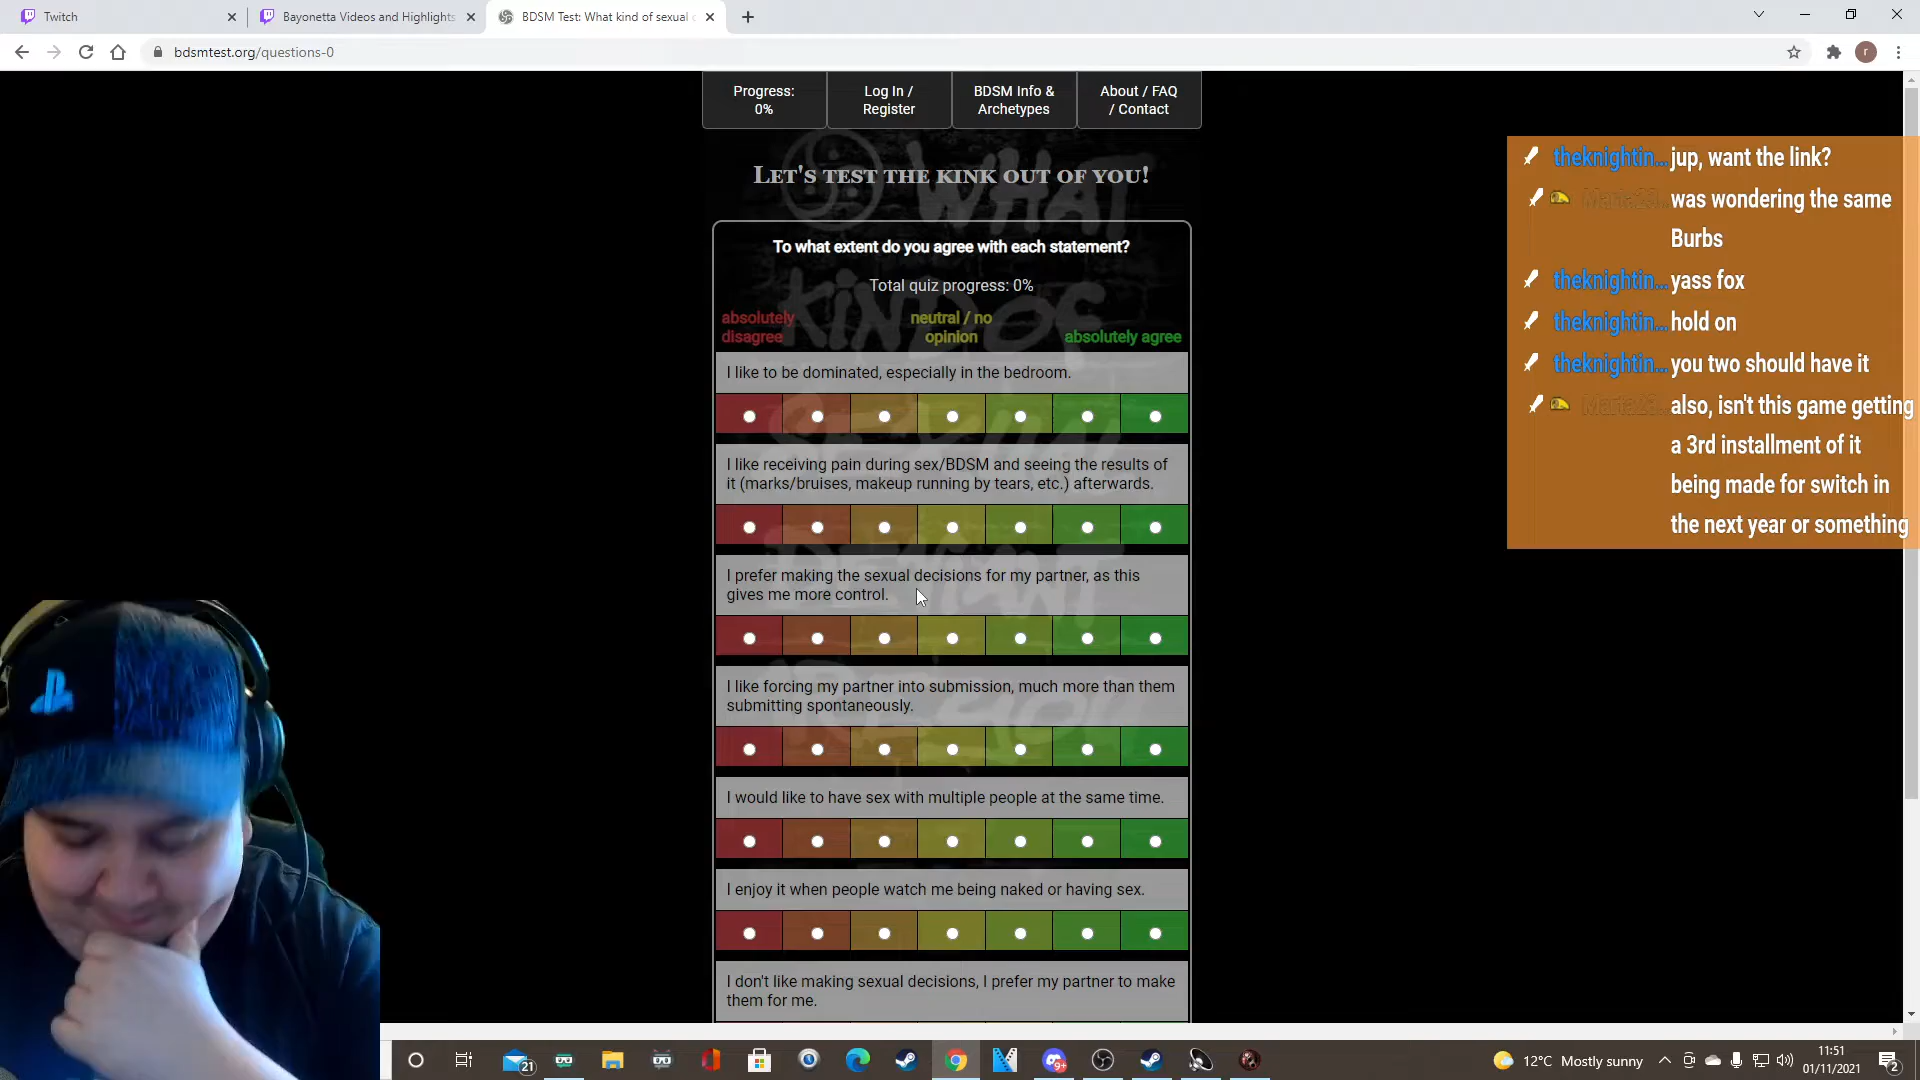 Twitch
Bayonetta Videos and Highlights
BDSM Test: What kind of sexual
bdsmtest.org/questions-0
r
Progress:
0%
Log In /
Register
BDSM Info &
Archetypes
About / FAQ
/ Contact
LET'S TEST THE KINK OUT OF YOU!
To what extent do you agree with each statement?
Total quiz progress: 0%
absolutely
disagree
neutral / no
opinion
absolutely agree
I like to be dominated, especially in the bedroom.
I like receiving pain during sex/BDSM and seeing the results of
it (marks/bruises, makeup running by tears, etc.) afterwards.
I prefer making the sexual decisions for my partner, as this
gives me more control.
I like forcing my partner into submission, much more than them
submitting spontaneously.
I would like to have sex with multiple people at the same time.
I enjoy it when people watch me being naked or having sex.
I don't like making sexual decisions, I prefer my partner to make
them for me.
WHAT
KIND OF
SEXUAL
DEVIANT
ARE YOU
theknightin... jup, want the link?
was wondering the same
Burbs
theknightin... yass fox
theknightin... hold on
theknightin... you two should have it
also, isn't this game getting
a 3rd installment of it
being made for switch in
the next year or something
21
9+
12°C Mostly sunny
11:51
01/11/2021
2